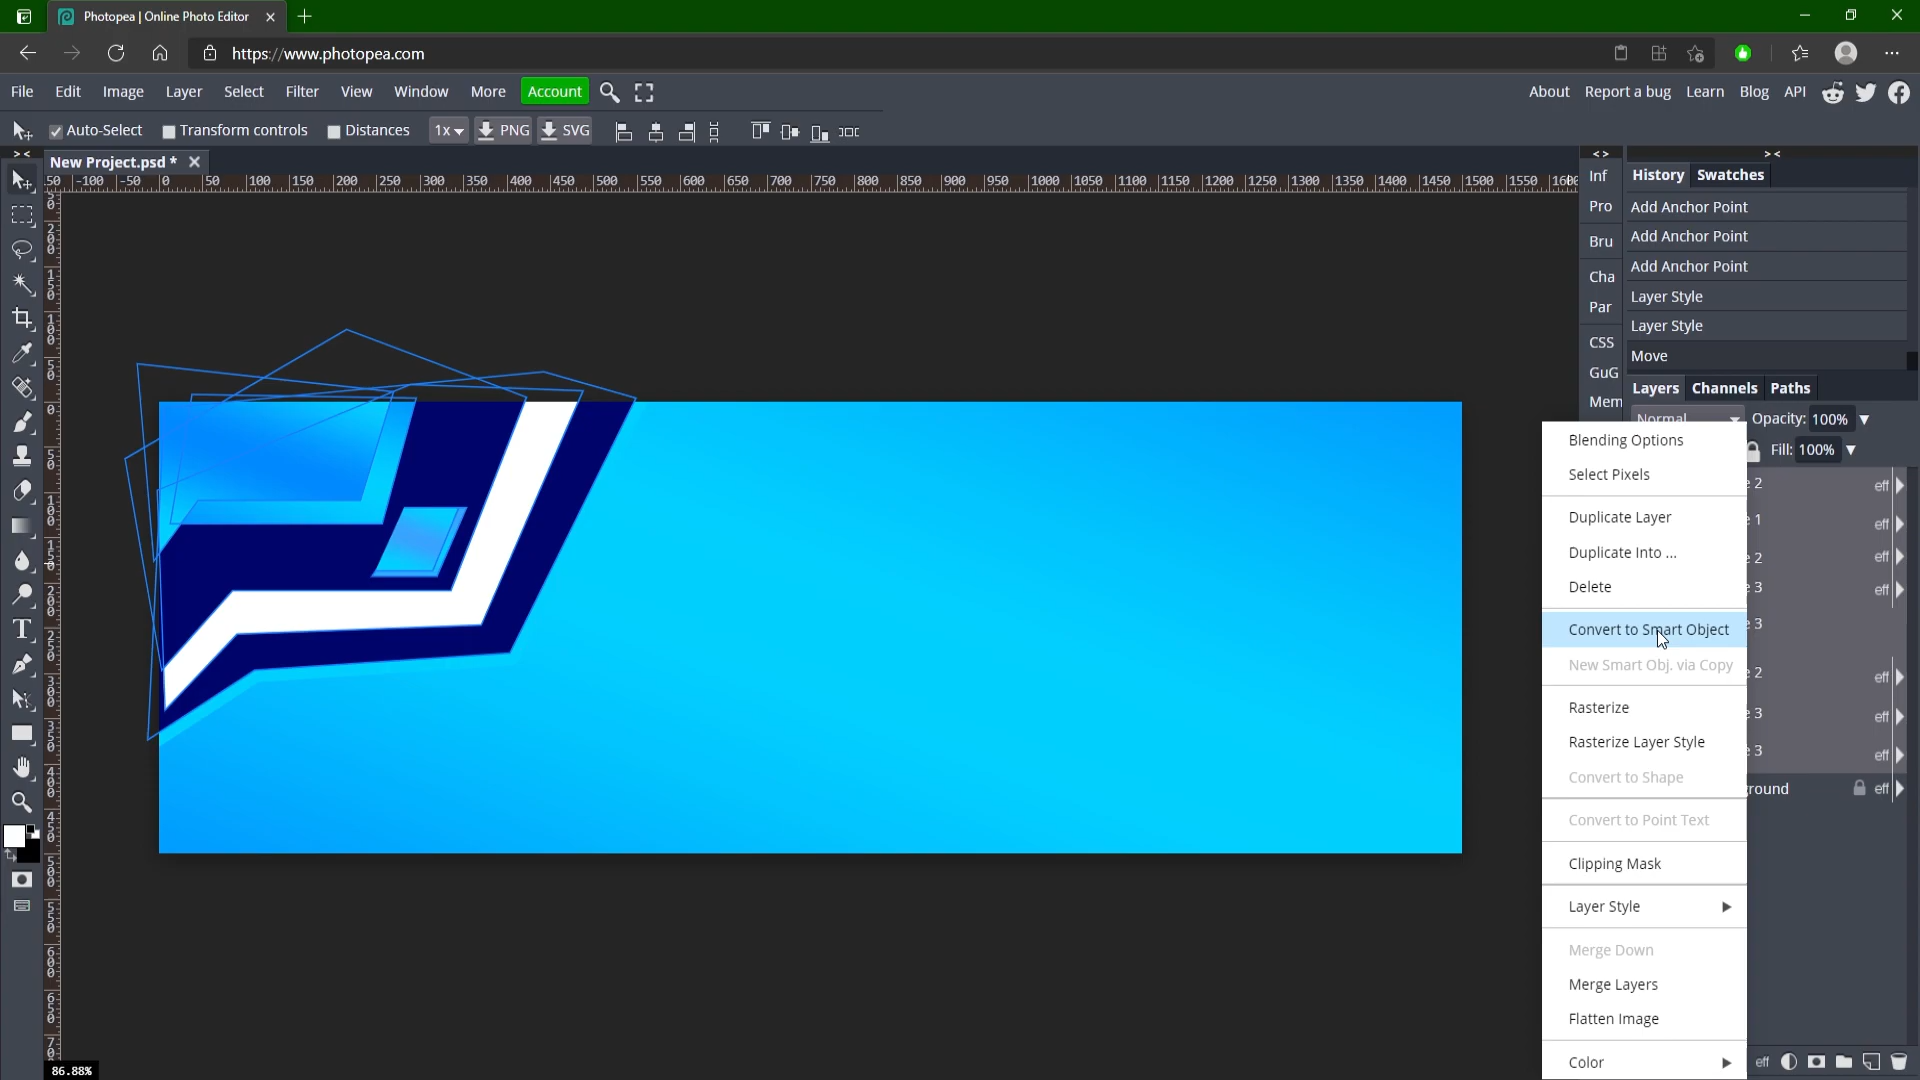 Photopea | Online Photo Editor
https://www.photopea.com
File Edit Image Layer Select Filter View Window More Account About Report a bug Learn Blog API
Auto-Select Transform controls Distances 1x PNG SVG
New Project.psd *
-100 -50 0 50 100 150 200 250 300 350 400 450 500 550 600 650 700 750 800 850 900 950 1000 1050 1100 1150 1200 1250 1300 1350 1400 1450 1500 1550
Inf
Pro
Bru
Cha
Par
CSS
GuG
Mem
History Swatches
Add Anchor Point
Add Anchor Point
Add Anchor Point
Layer Style
Layer Style
Move
Layers Channels Paths
Normal Opacity: 100%
Fill: 100%
2 eff
1 eff
2 eff
3 eff
3
2 eff
3 eff
3 eff
round eff
Blending Options
Select Pixels
Duplicate Layer
Duplicate Into ...
Delete
Convert to Smart Object
New Smart Obj. via Copy
Rasterize
Rasterize Layer Style
Convert to Shape
Convert to Point Text
Clipping Mask
Layer Style
Merge Down
Merge Layers
Flatten Image
Color
eff
86.88%